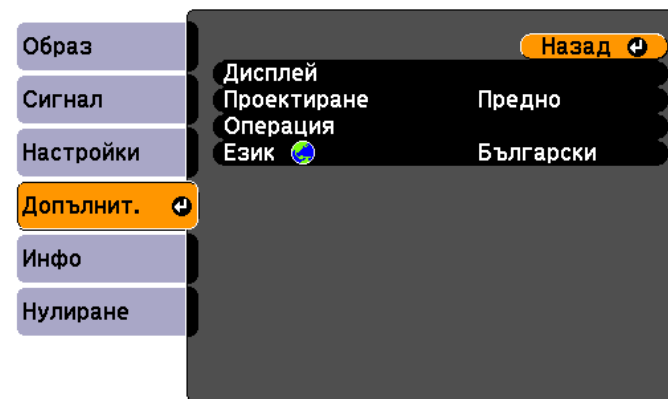 Образ
Сигнал
Настройки
Допълнит.
Инфо
Нулиране
Назад
Дисплей
Проектиране Предно
Операция
Език Български